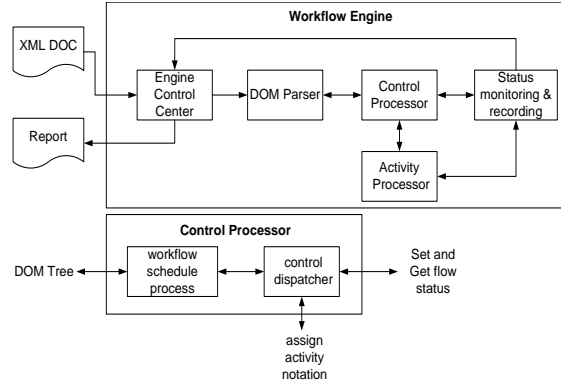 Workflow Engine
XML DOC
Report
Engine
Control
Center
DOM Parser
Control
Processor
Status
monitoring &
recording
Activity
Processor
Control Processor
DOM Tree
workflow
schedule
process
control
dispatcher
Set and
Get flow
status
assign
activity
notation